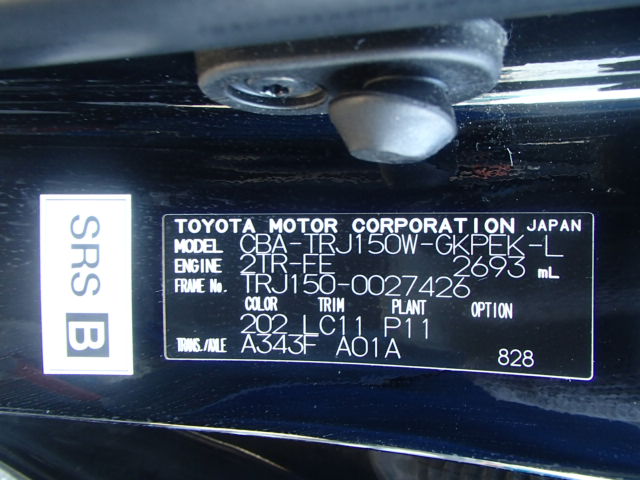 SRS B
TOYOTA MOTOR CORPORATION JAPAN
MODEL CBA-TRJ150W-GKPEK-L
ENGINE 2TR-FE 2693 mL
FRAME No. TRJ150-0027426
COLOR TRIM PLANT OPTION
202 LC11 P11
TRANS./AXLE A343F A01A 828